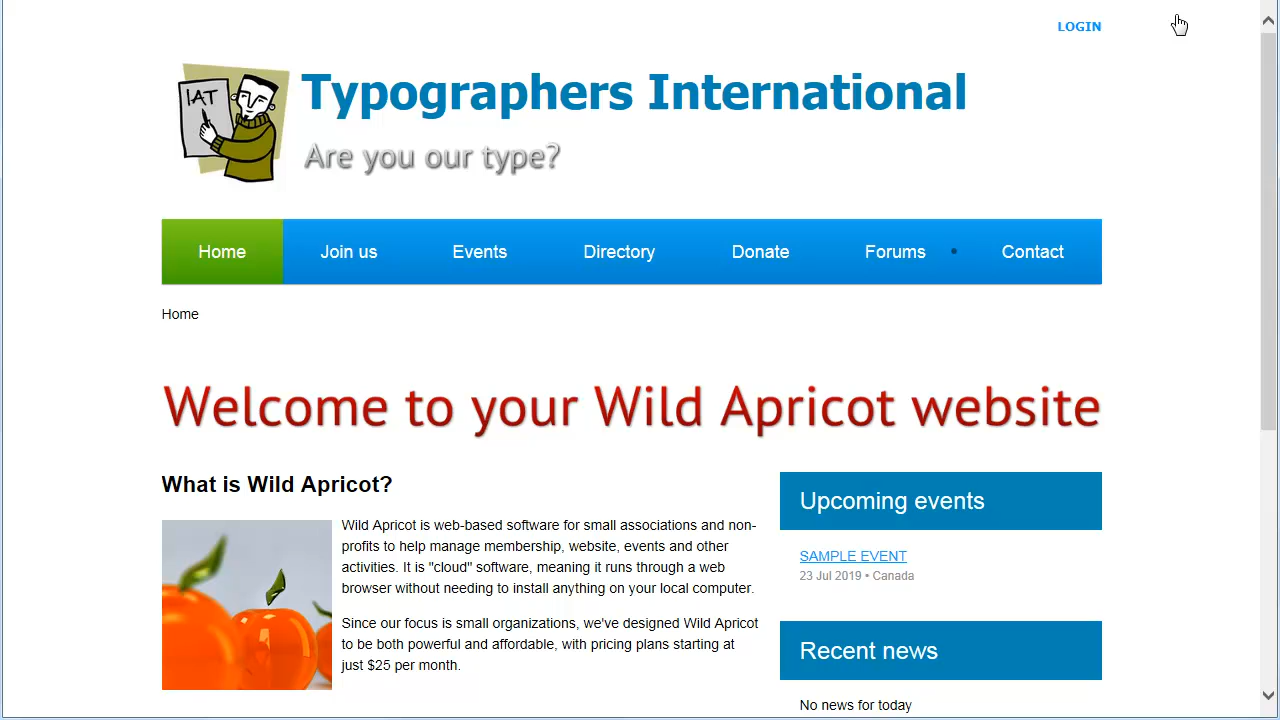 LOGIN
IAT
Typographers International
Are you our type?
Home
Join us
Events
Directory
Donate
Forums
Contact
Home
Welcome to your Wild Apricot website
What is Wild Apricot?
Wild Apricot is web-based software for small associations and non-
profits to help manage membership, website, events and other
activities. It is "cloud" software, meaning it runs through a web
browser without needing to install anything on your local computer.
Since our focus is small organizations, we've designed Wild Apricot
to be both powerful and affordable, with pricing plans starting at
just $25 per month.
Upcoming events
SAMPLE EVENT
23 Jul 2019 • Canada
Recent news
No news for today